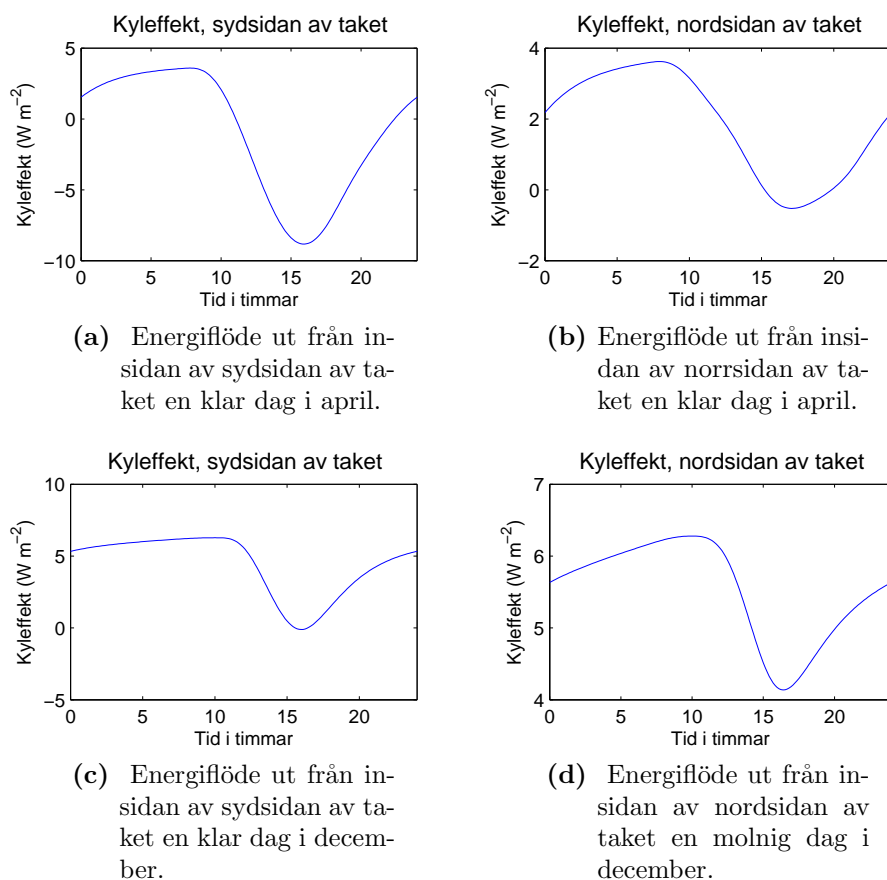 Kyleffekt, sydsidan av taket
Kyleffekt (W m−2)
5
0
−5
−10
0 5 10 15 20
Tid i timmar
(a) Energiflöde ut från in-
sidan av sydsidan av ta-
ket en klar dag i april.
Kyleffekt, nordsidan av taket
Kyleffekt (W m−2)
4
2
0
−2
0 5 10 15 20
Tid i timmar
(b) Energiflöde ut från insi-
dan av norrsidan av ta-
ket en klar dag i april.
Kyleffekt, sydsidan av taket
Kyleffekt (W m−2)
10
5
0
−5
0 5 10 15 20
Tid i timmar
(c) Energiflöde ut från in-
sidan av sydsidan av ta-
ket en klar dag i decem-
ber.
Kyleffekt, nordsidan av taket
Kyleffekt (W m−2)
7
6
5
4
0 5 10 15 20
Tid i timmar
(d) Energiflöde ut från in-
sidan av nordsidan av
taket en molnig dag i
december.